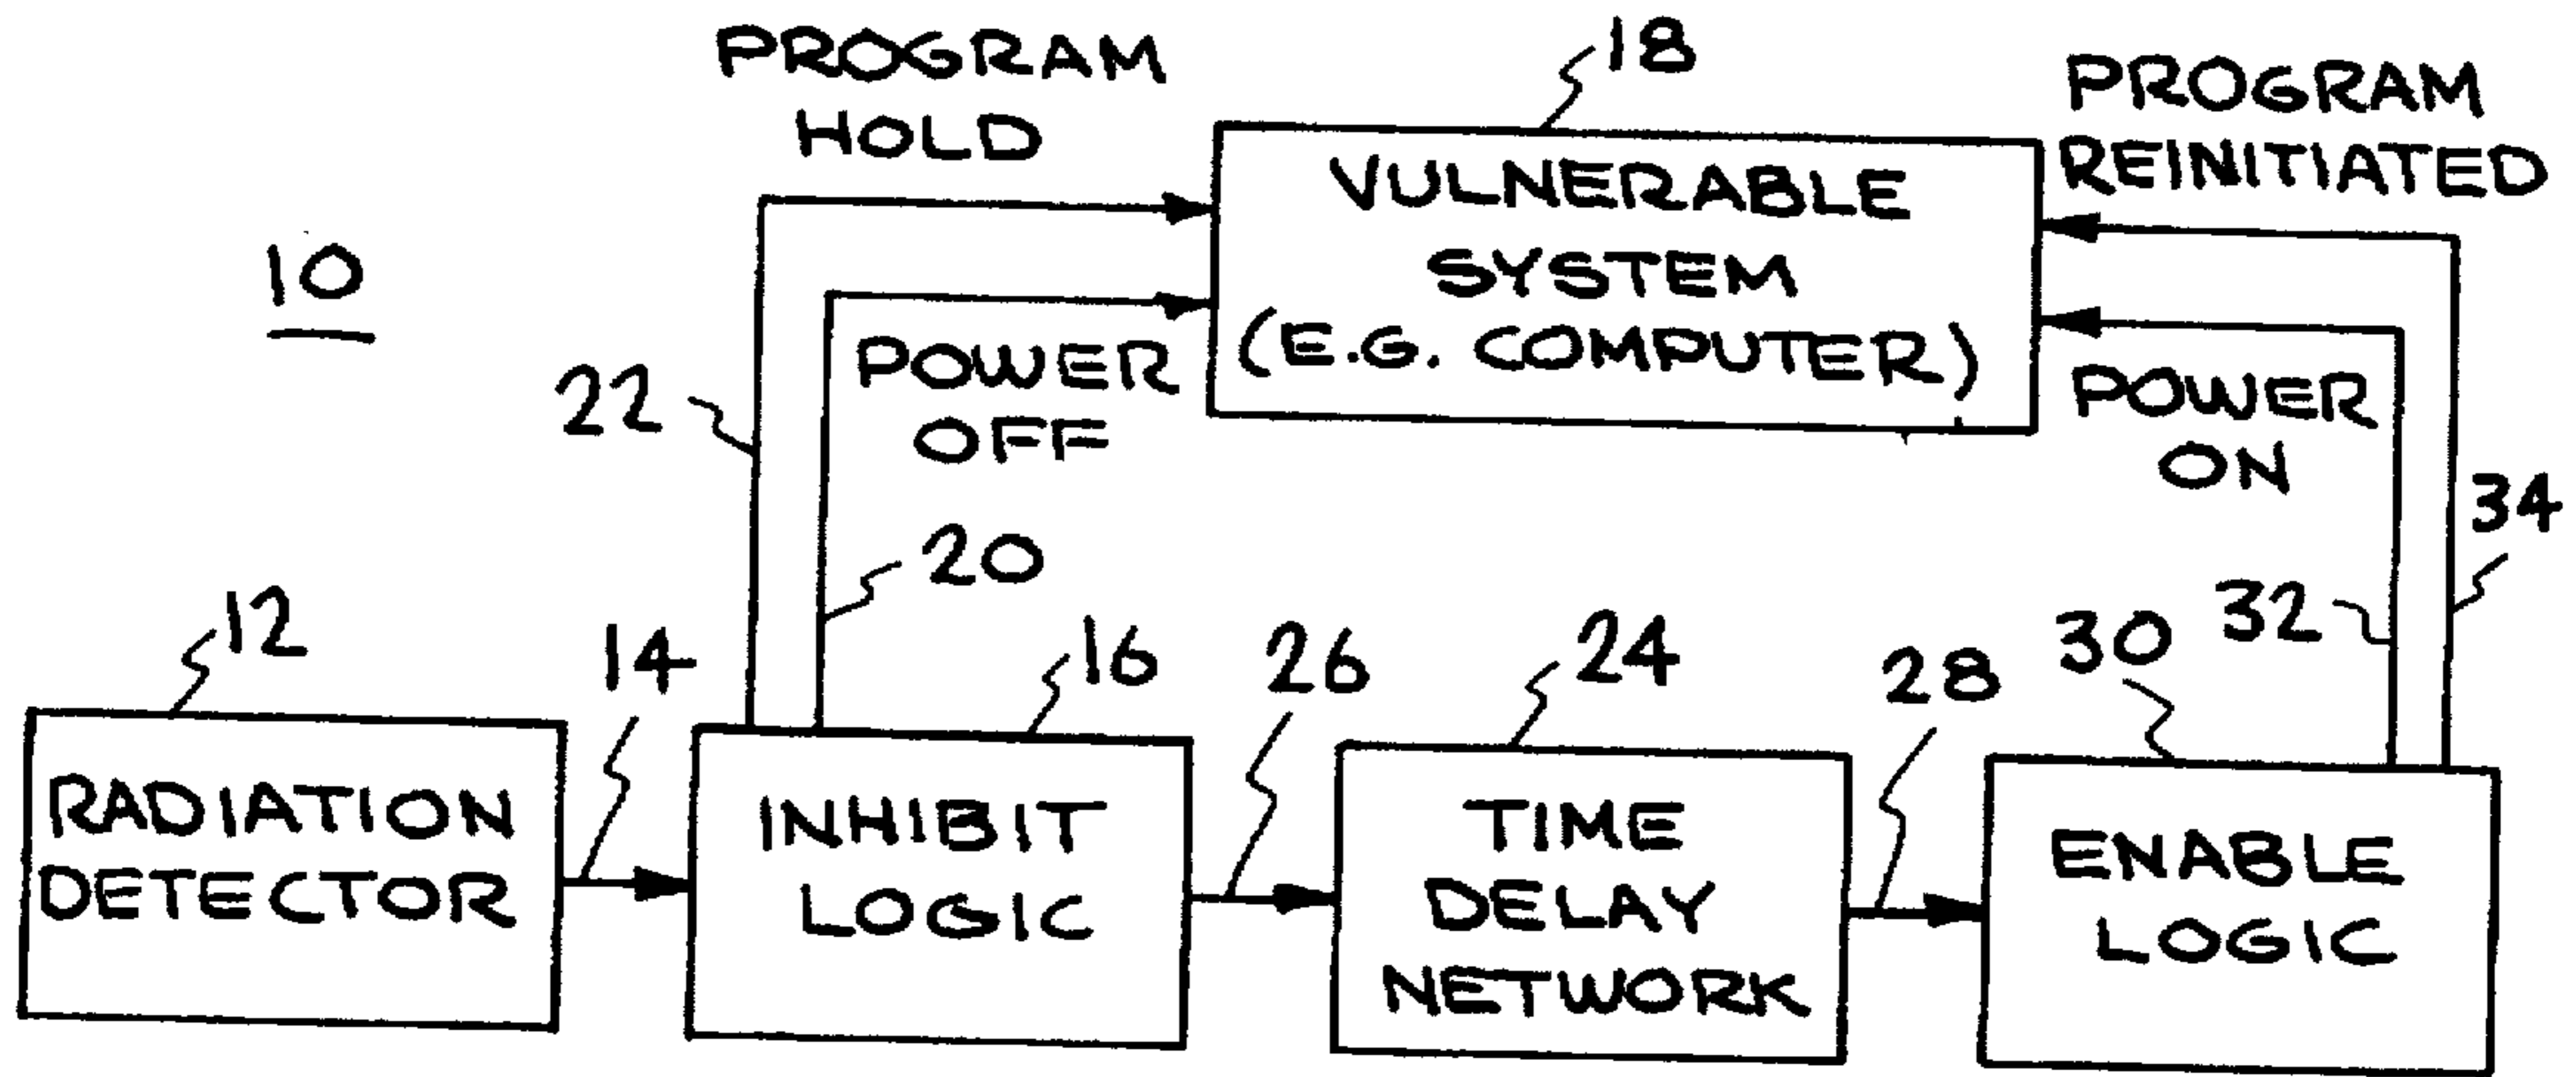 PROGRAM
HOLD
18
PROGRAM
REINITIATED
VULNERABLE
SYSTEM
(E.G. COMPUTER)
10
POWER
OFF
POWER
ON
22
20
34
32
12
14
16
26
24
28
30
RADIATION
DETECTOR
INHIBIT
LOGIC
TIME
DELAY
NETWORK
ENABLE
LOGIC